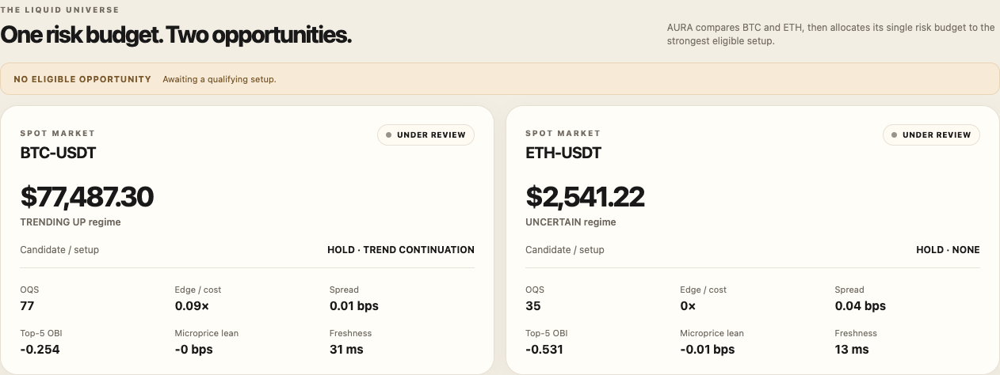 THE LIQUID UNIVERSE
One risk budget. Two opportunities.
AURA compares BTC and ETH, then allocates its single risk budget to the
strongest eligible setup.
NO ELIGIBLE OPPORTUNITY Awaiting a qualifying setup.
SPOT MARKET
UNDER REVIEW
BTC-USDT
$77,487.30
TRENDING UP regime
Candidate / setup HOLD · TREND CONTINUATION
OQS Edge / cost Spread
77 0.09× 0.01 bps
Top-5 OBI Microprice lean Freshness
-0.254 -0 bps 31 ms
SPOT MARKET
UNDER REVIEW
ETH-USDT
$2,541.22
UNCERTAIN regime
Candidate / setup HOLD · NONE
OQS Edge / cost Spread
35 0× 0.04 bps
Top-5 OBI Microprice lean Freshness
-0.531 -0.01 bps 13 ms